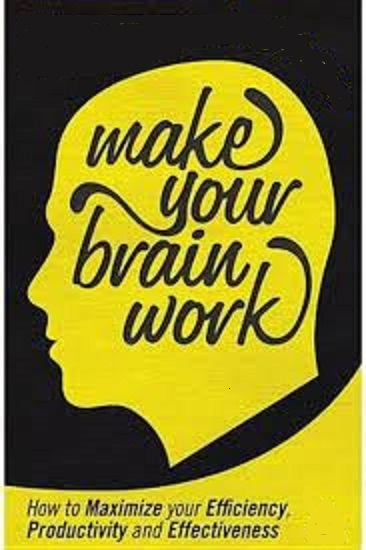 make
your
brain
work
How to Maximize your Efficiency,
Productivity and Effectiveness